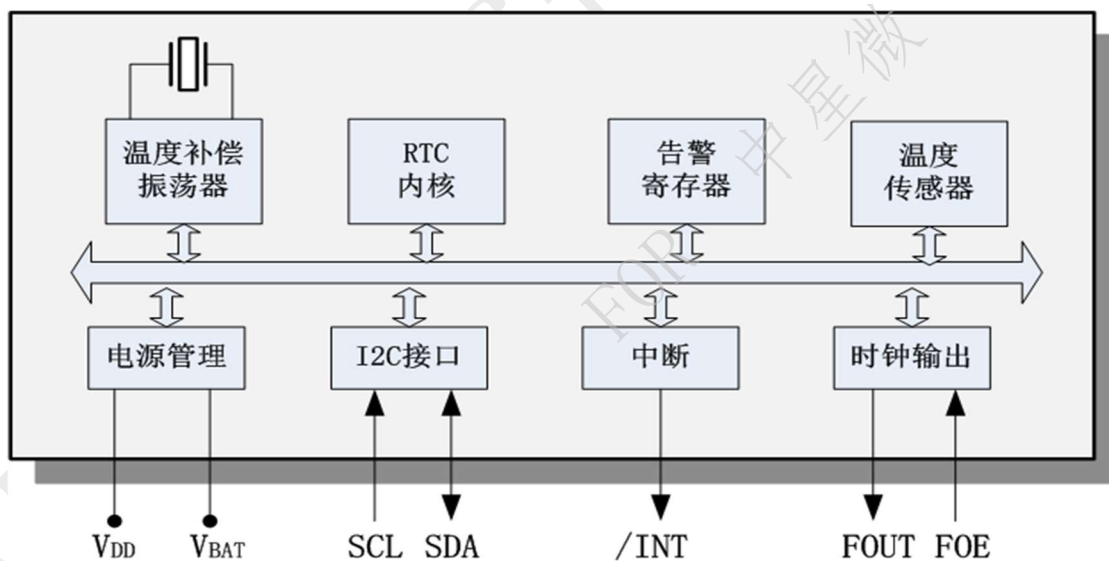 温度补偿
振荡器
RTC
内核
告警
寄存器
温度
传感器
电源管理
I2C接口
中断
时钟输出
VDD
VBAT
SCL
SDA
/INT
FOUT
FOE
FOR 中星微